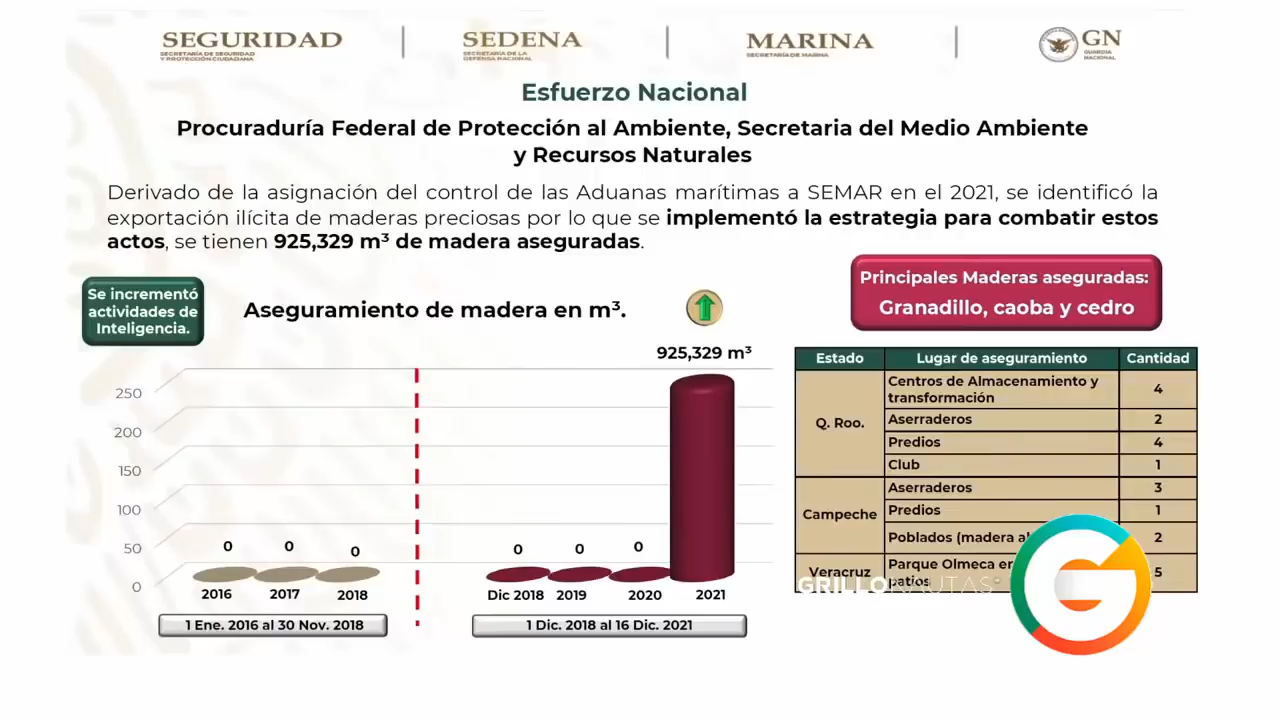 SEGURIDAD
SECRETARÍA DE SEGURIDAD
Y PROTECCIÓN CIUDADANA
SEDENA
SECRETARÍA DE LA
DEFENSA NACIONAL
MARINA
SECRETARÍA DE MARINA
GN
GUARDIA
NACIONAL
Esfuerzo Nacional
Procuraduría Federal de Protección al Ambiente, Secretaria del Medio Ambiente
y Recursos Naturales
Derivado de la asignación del control de las Aduanas marítimas a SEMAR en el 2021, se identificó la
exportación ilícita de maderas preciosas por lo que se implementó la estrategia para combatir estos
actos, se tienen 925,329 m³ de madera aseguradas.
Se incrementó
actividades de
Inteligencia.
Aseguramiento de madera en m³.
925,329 m³
250
200
150
100
50
0
0 0 0
0 0 0
2016 2017 2018
Dic 2018 2019 2020 2021
1 Ene. 2016 al 30 Nov. 2018
1 Dic. 2018 al 16 Dic. 2021
Principales Maderas aseguradas:
Granadillo, caoba y cedro
Estado Lugar de aseguramiento Cantidad
Q. Roo.
Centros de Almacenamiento y
transformación
4
Aserraderos 2
Predios 4
Club 1
Campeche
Aserraderos 3
Predios 1
Poblados (madera 2
Veracruz
Parque Olmeca
patios
5
GRILLONAUTAS